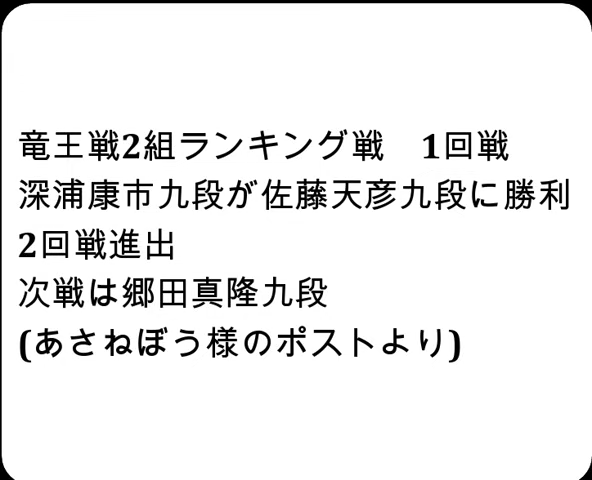 竜王戦2組ランキング戦　1回戦
深浦康市九段が佐藤天彦九段に勝利
2回戦進出
次戦は郷田真隆九段
(あさねぼう様のポストより)